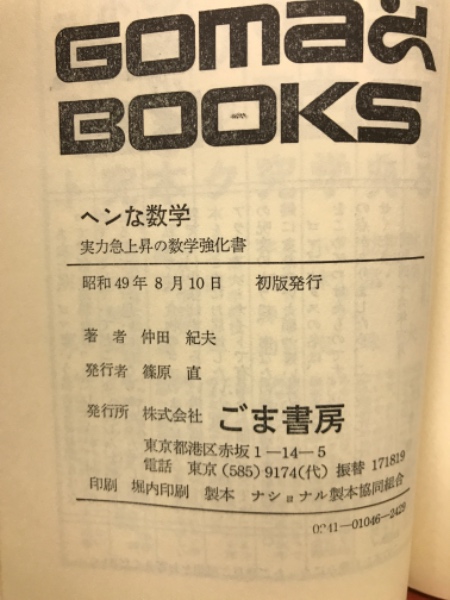 GOMAと
BOOKS
ヘンな数学
実力急上昇の数学強化書
昭和49年8月10日 初版発行
著者 仲田 紀夫
発行者 篠原 直
発行所 株式会社 ごま書房
東京都港区赤坂1―14―5
電話 東京(585)9174(代) 振替 171819
印刷 堀内印刷 製本 ナショナル製本協同組合
0241―01046―2429